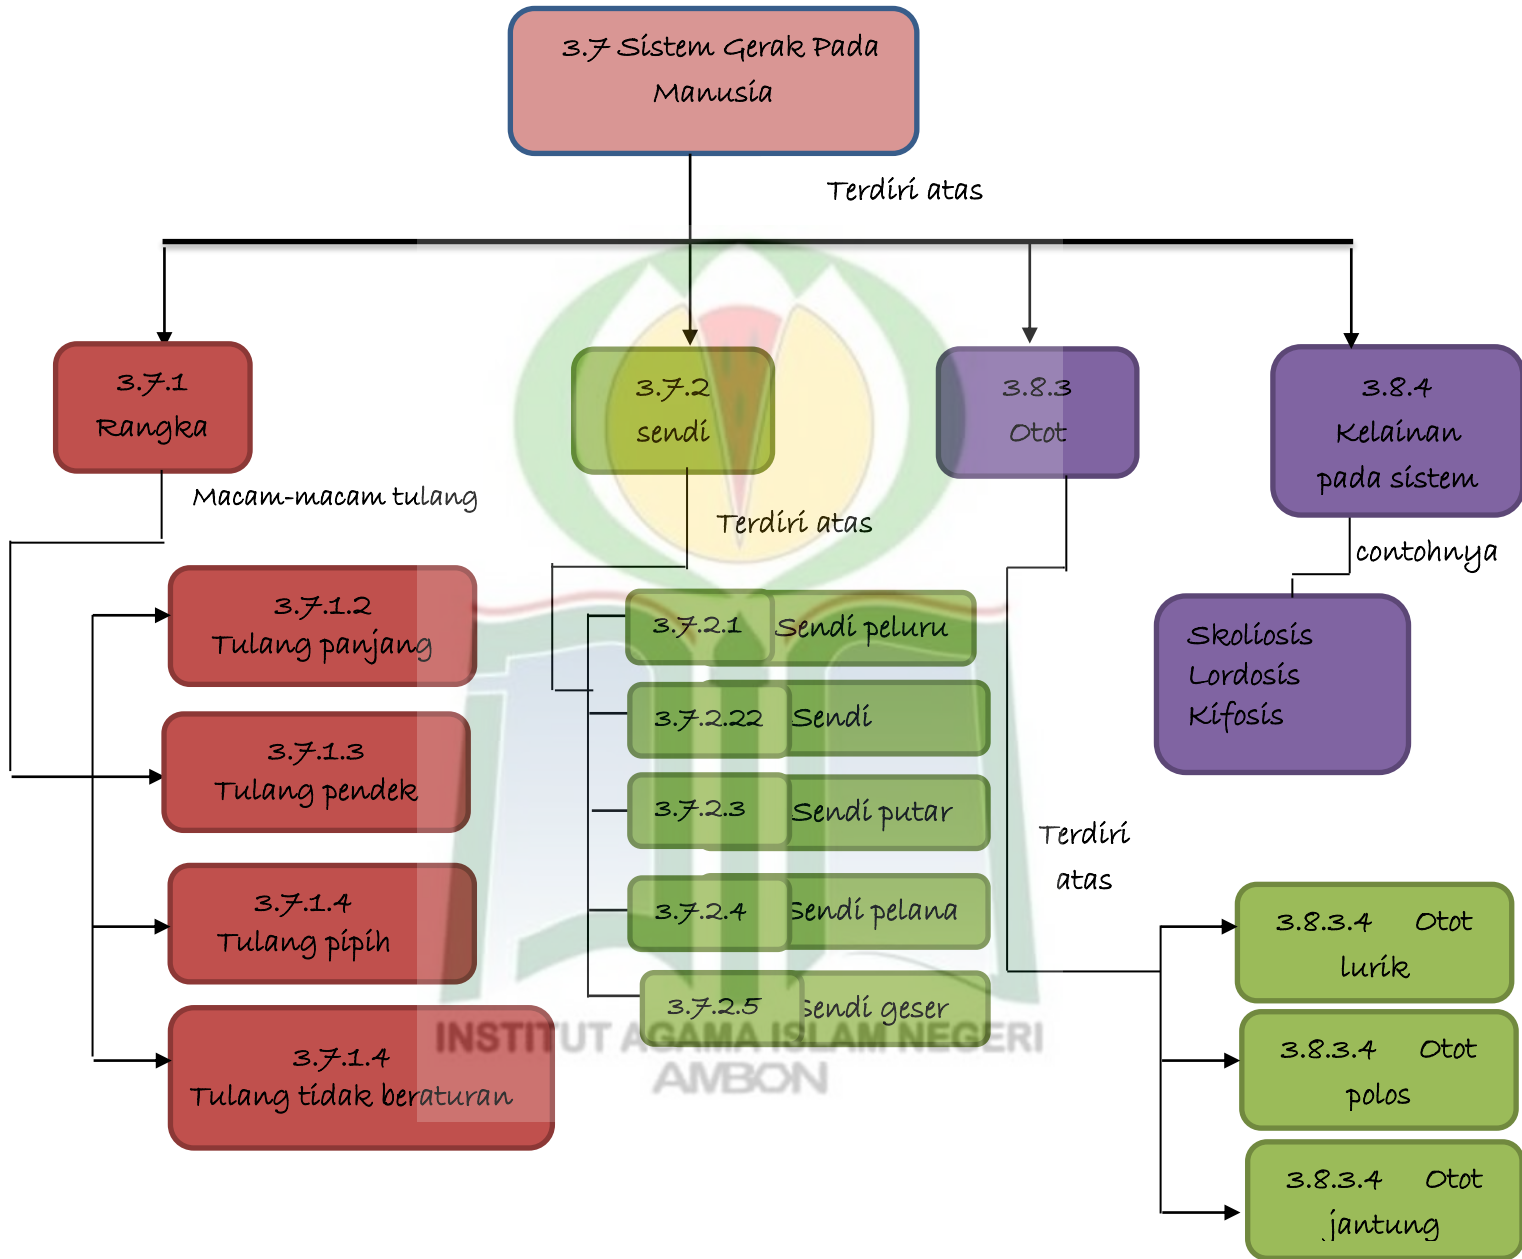 3.7 Sistem Gerak Pada
Manusia
Terdiri atas
3.7.1
Rangka
3.7.2
sendi
3.8.3
Otot
3.8.4
Kelainan
pada sistem
Macam-macam tulang
Terdiri atas
contohnya
3.7.1.2
Tulang panjang
3.7.1.3
Tulang pendek
3.7.1.4
Tulang pipih
3.7.1.4
Tulang tidak beraturan
3.7.2.1 Sendi peluru
3.7.2.22 Sendi
3.7.2.3 Sendi putar
3.7.2.4 Sendi pelana
3.7.2.5 Sendi geser
Skoliosis
Lordosis
Kifosis
Terdiri
atas
3.8.3.4 Otot
lurik
3.8.3.4 Otot
polos
3.8.3.4 Otot
jantung
INSTITUT AGAMA ISLAM NEGERI
AMBON